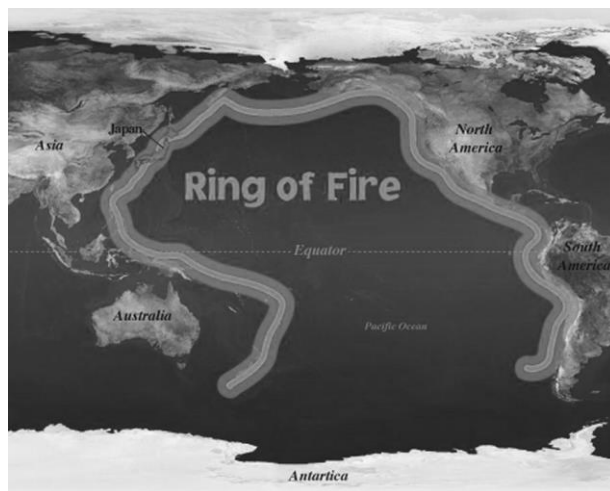 Japan
Asia
North
America
Ring of Fire
Equator
South
America
Australia
Pacific Ocean
Antartica